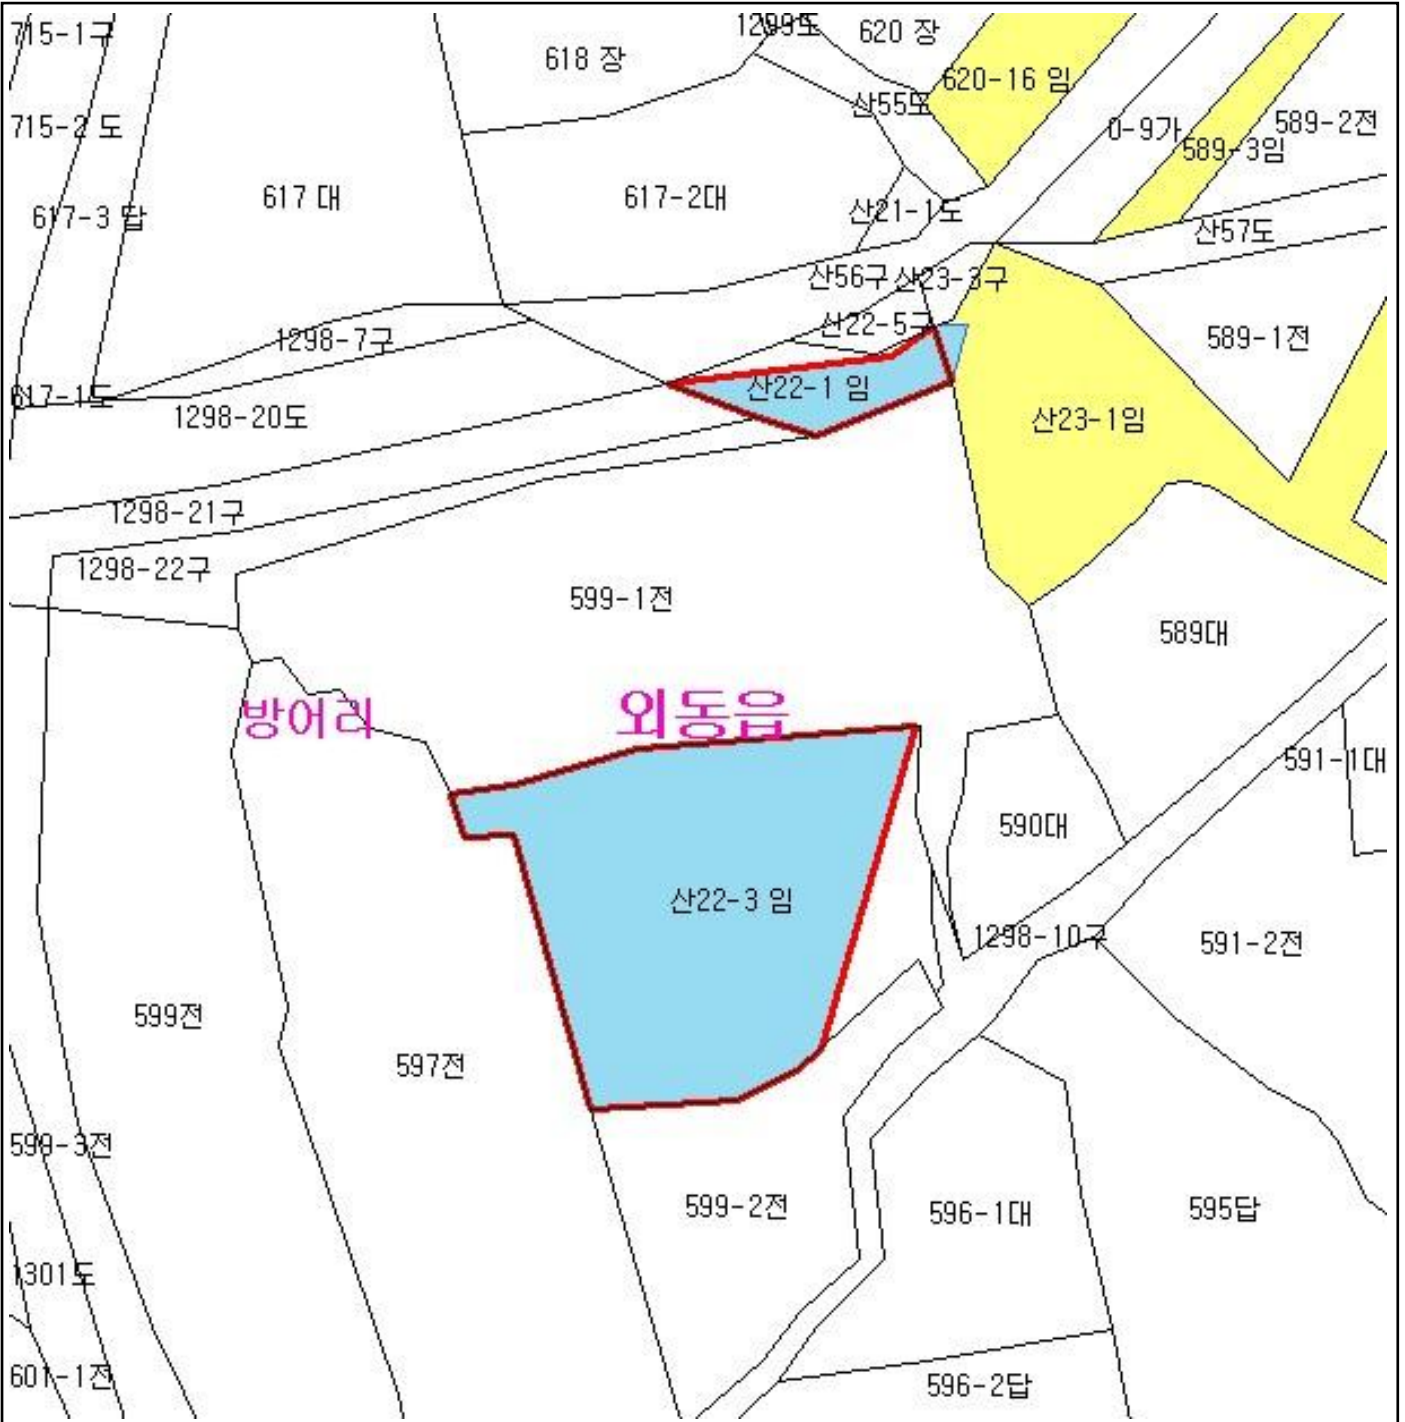 715-1구
1299도
620 장
618 장
620-16 임
산55도
715-2 도
0-9가
589-2전
589-3임
617 대
617-2대
617-3 답
산21-1도
산57도
산56구
산23-3구
산22-5구
1298-7구
589-1전
산22-1 임
617-1도
1298-20도
산23-1임
1298-21구
1298-22구
599-1전
589대
방어리
외동읍
591-1대
590대
산22-3 임
1298-10구
591-2전
599전
597전
599-3전
599-2전
596-1대
595답
1301도
601-1전
596-2답